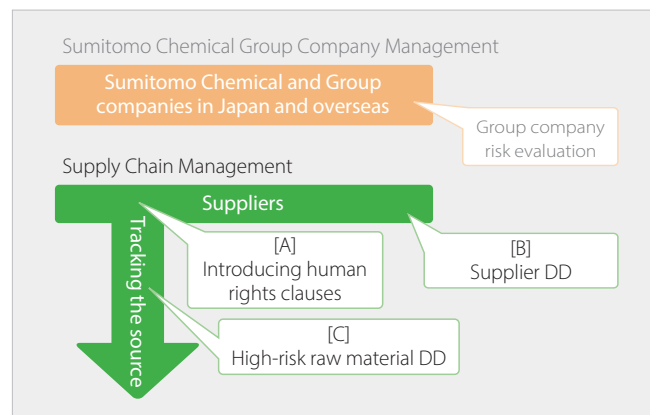 Sumitomo Chemical Group Company Management
Sumitomo Chemical and Group
companies in Japan and overseas
Group company
risk evaluation
Supply Chain Management
Suppliers
Tracking the source
[A]
Introducing human
rights clauses
[B]
Supplier DD
[C]
High-risk raw material DD